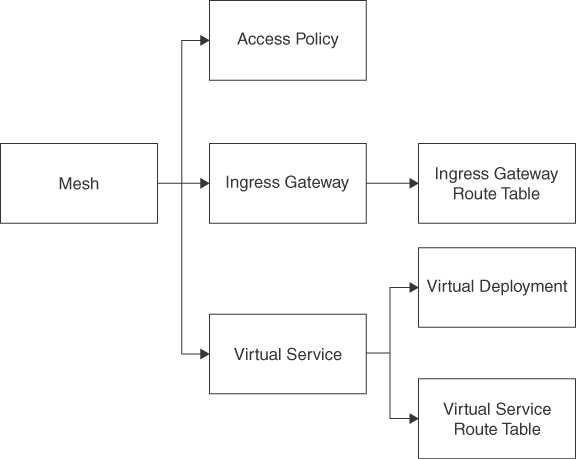 Access Policy
Mesh
Ingress Gateway
Ingress Gateway
Route Table
Virtual Deployment
Virtual Service
Virtual Service
Route Table